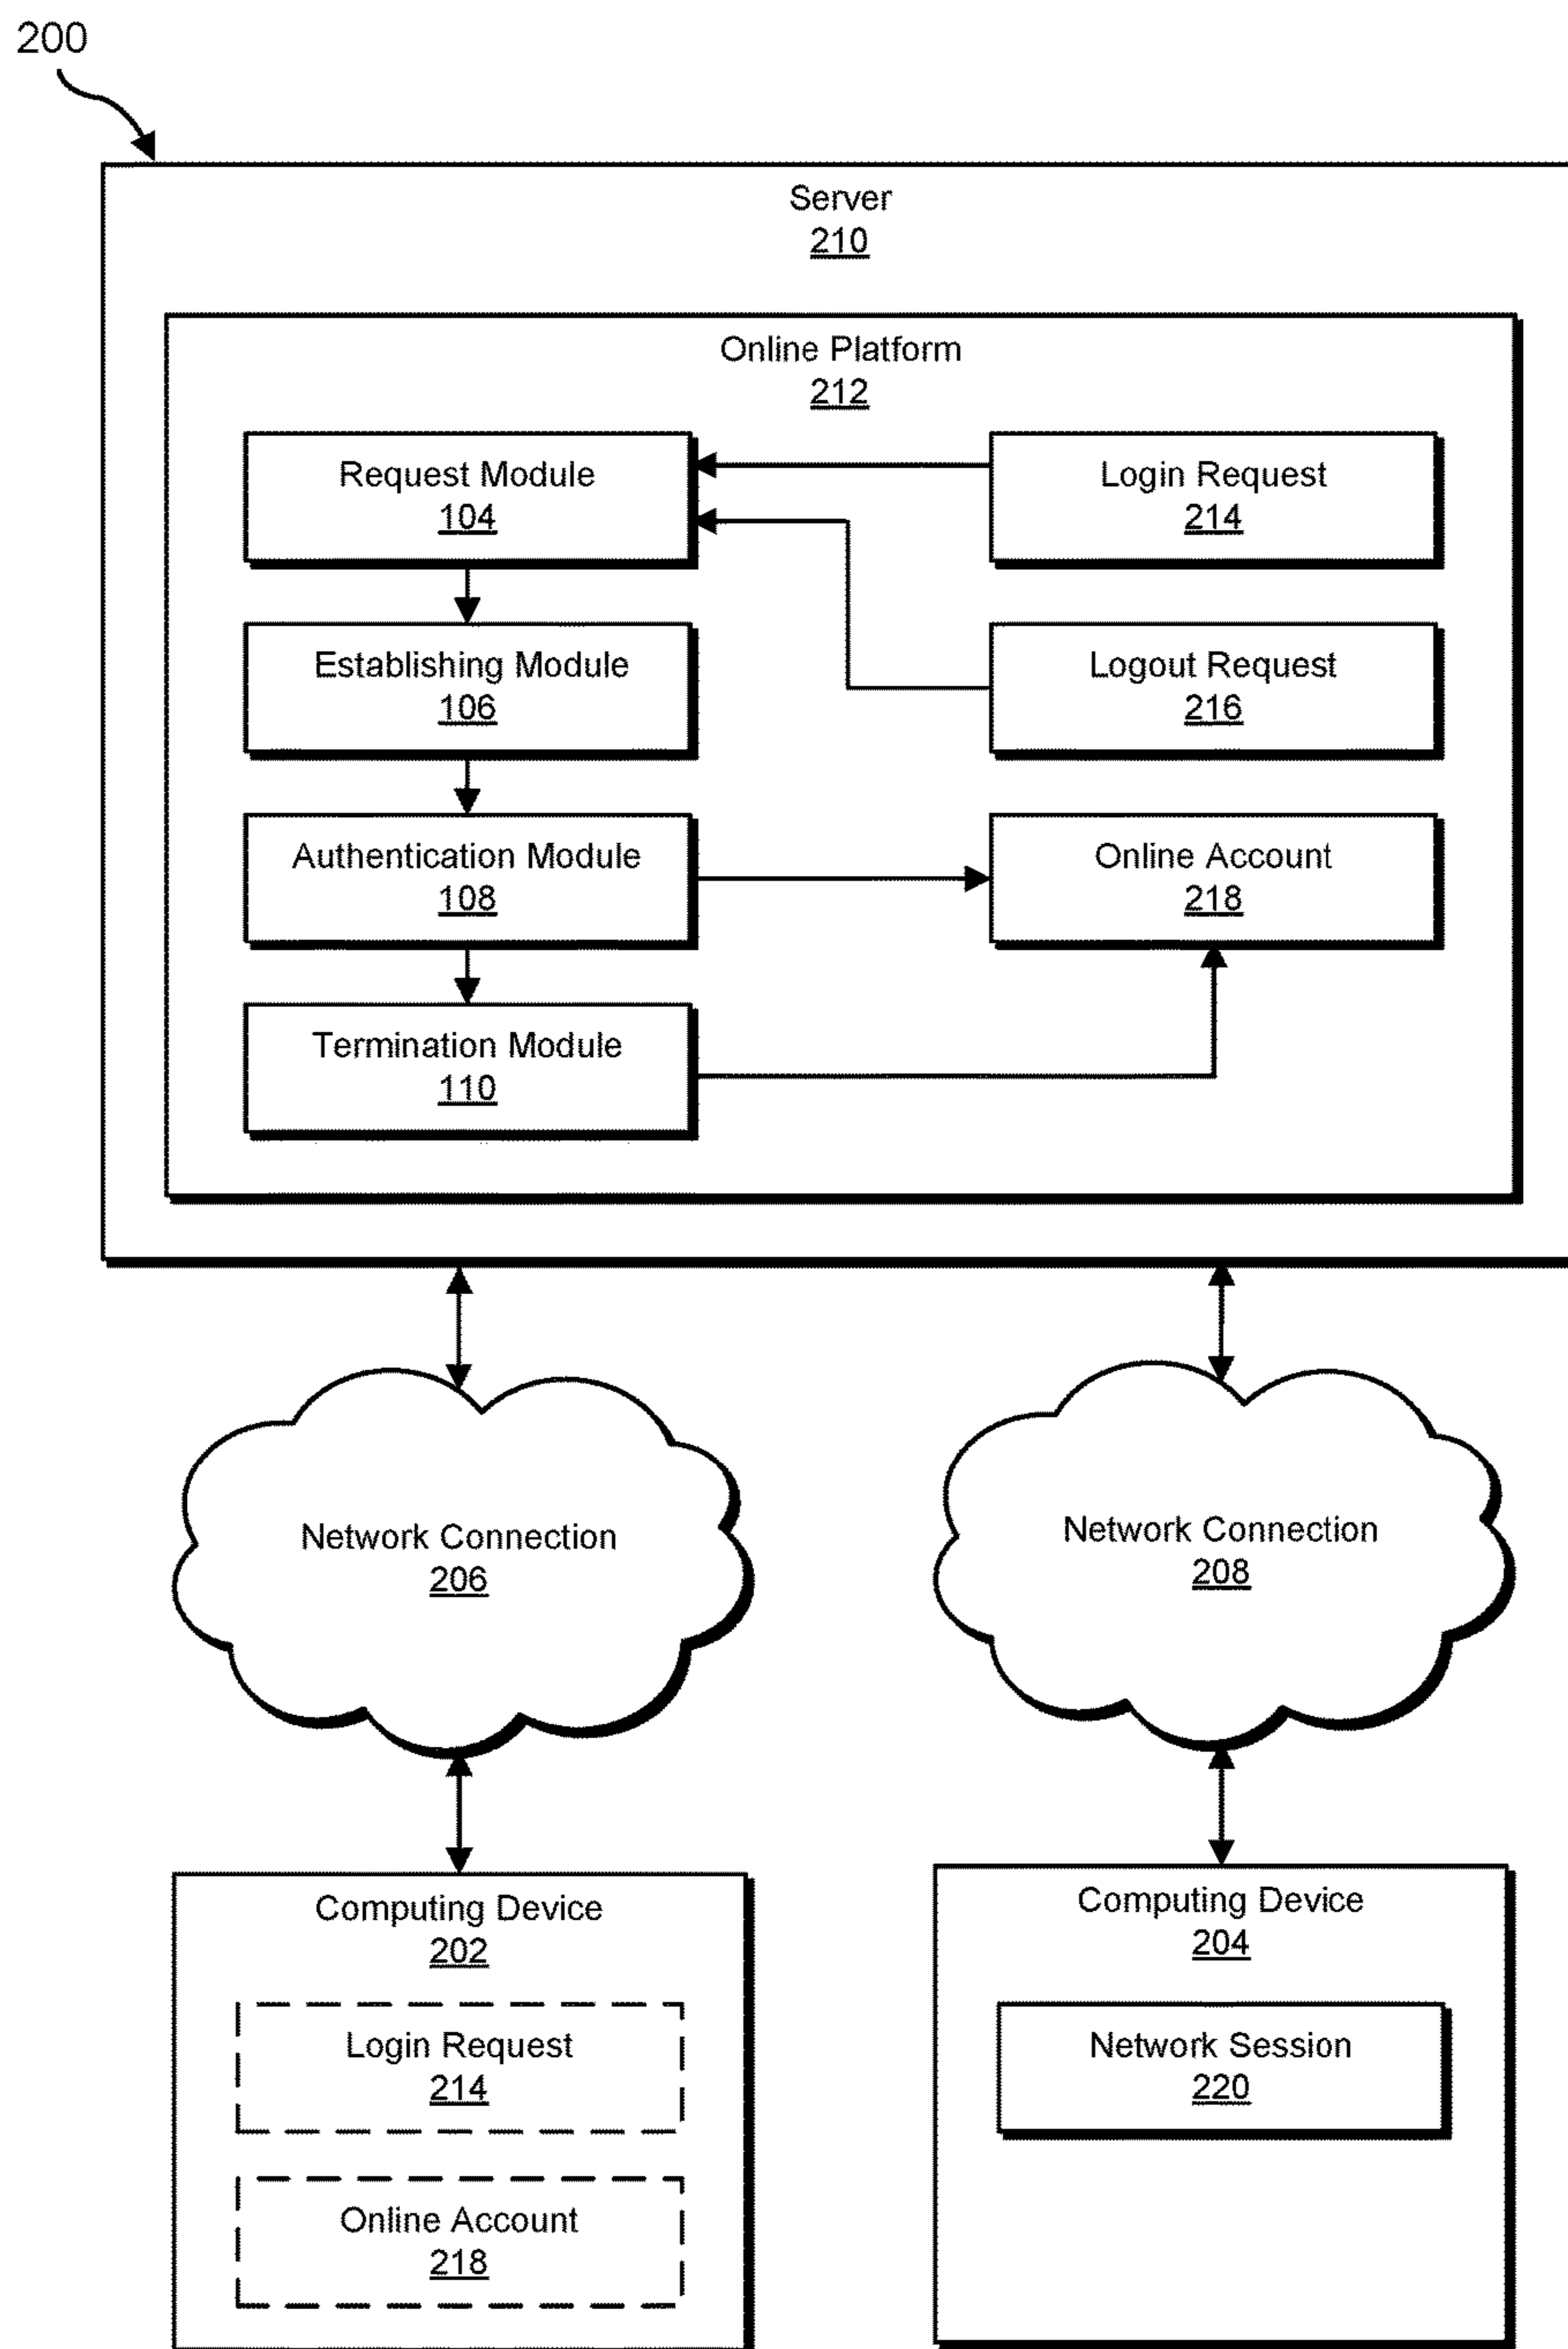 200
Server
210
Online Platform
212
Request Module
104
Login Request
214
Establishing Module
106
Logout Request
216
Authentication Module
108
Online Account
218
Termination Module
110
Network Connection
206
Network Connection
208
Computing Device
202
Login Request
214
Online Account
218
Computing Device
204
Network Session
220